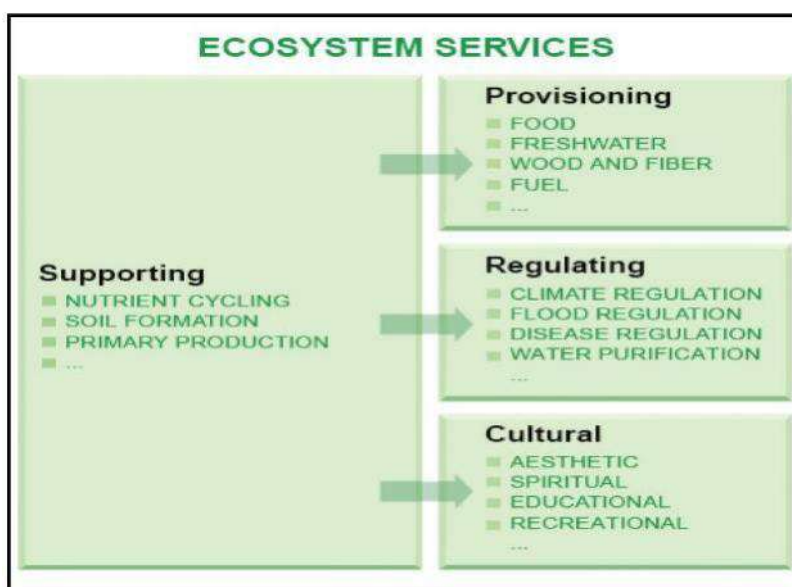 ECOSYSTEM SERVICES
Supporting
NUTRIENT CYCLING
SOIL FORMATION
PRIMARY PRODUCTION
...
Provisioning
FOOD
FRESHWATER
WOOD AND FIBER
FUEL
...
Regulating
CLIMATE REGULATION
FLOOD REGULATION
DISEASE REGULATION
WATER PURIFICATION
...
Cultural
AESTHETIC
SPIRITUAL
EDUCATIONAL
RECREATIONAL
...